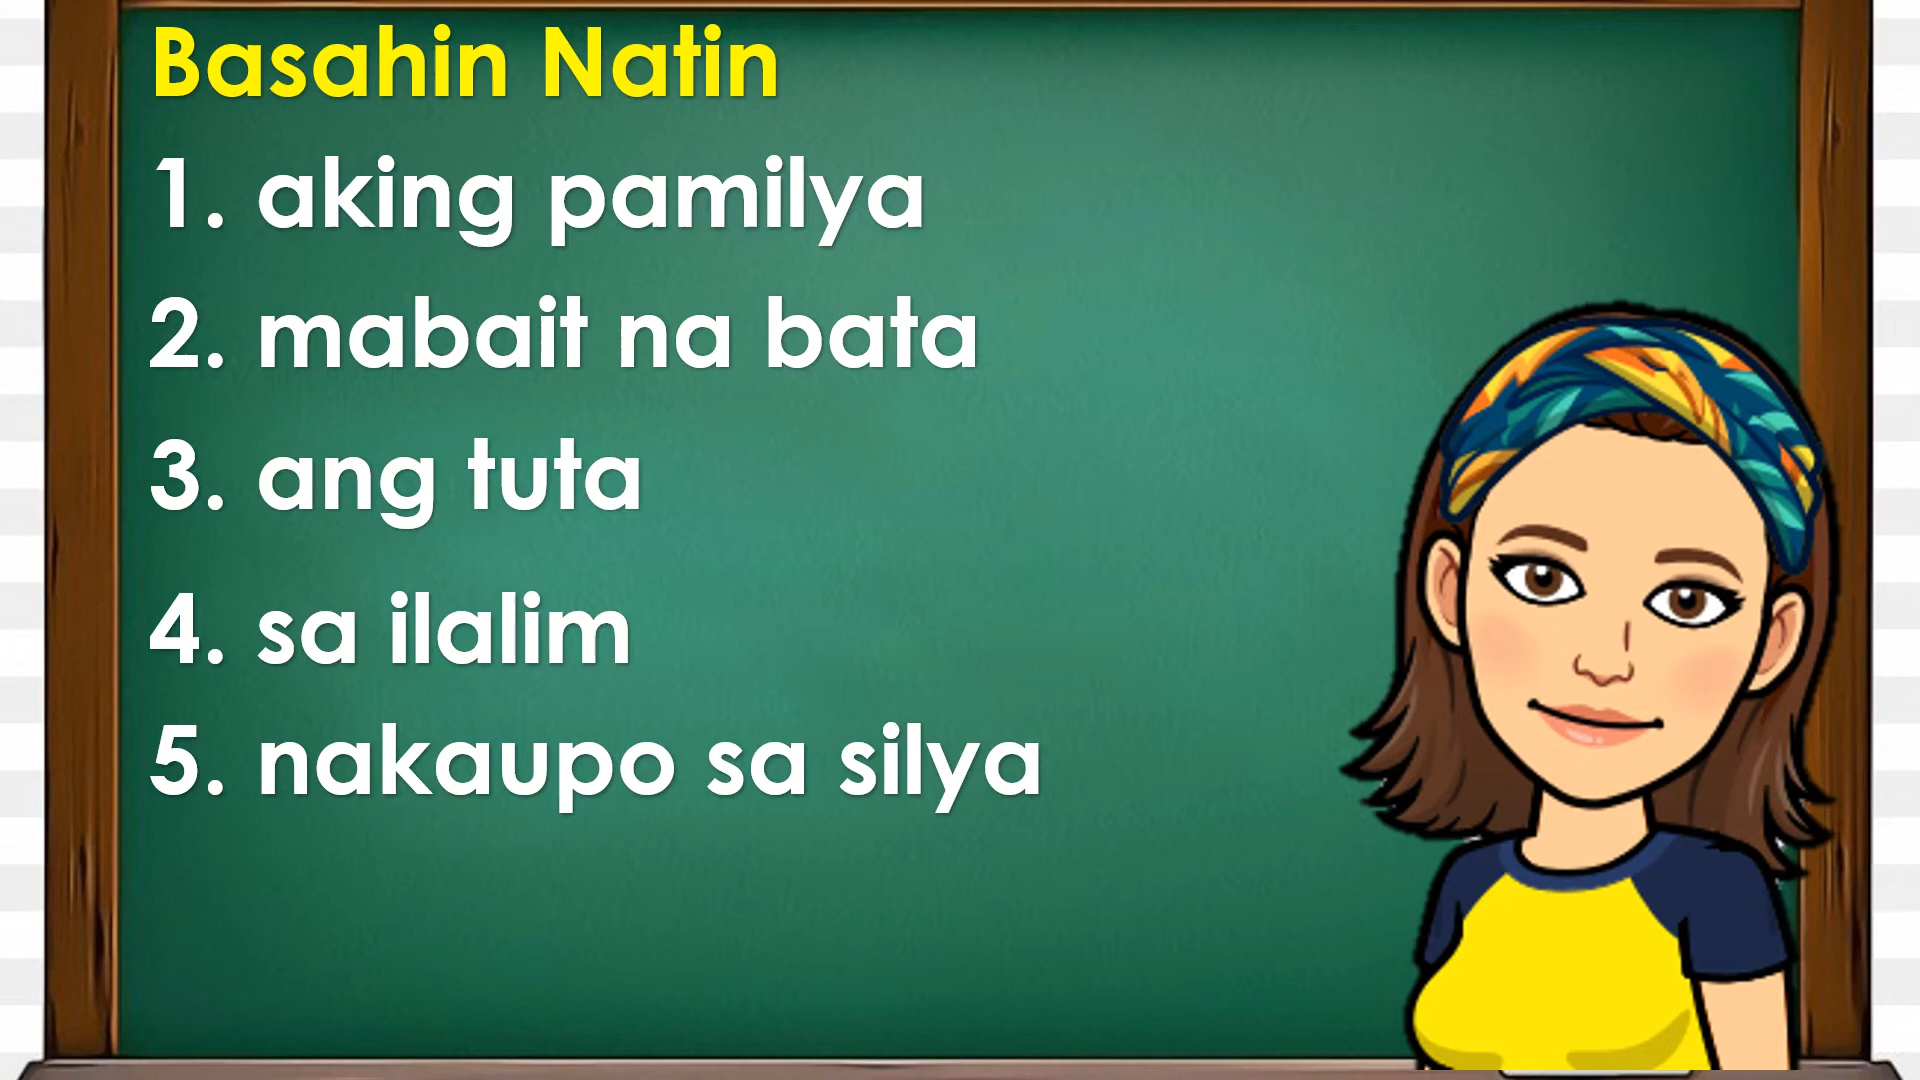 Basahin Natin
1. aking pamilya
2. mabait na bata
3. ang tuta
4. sa ilalim
5. nakaupo sa silya